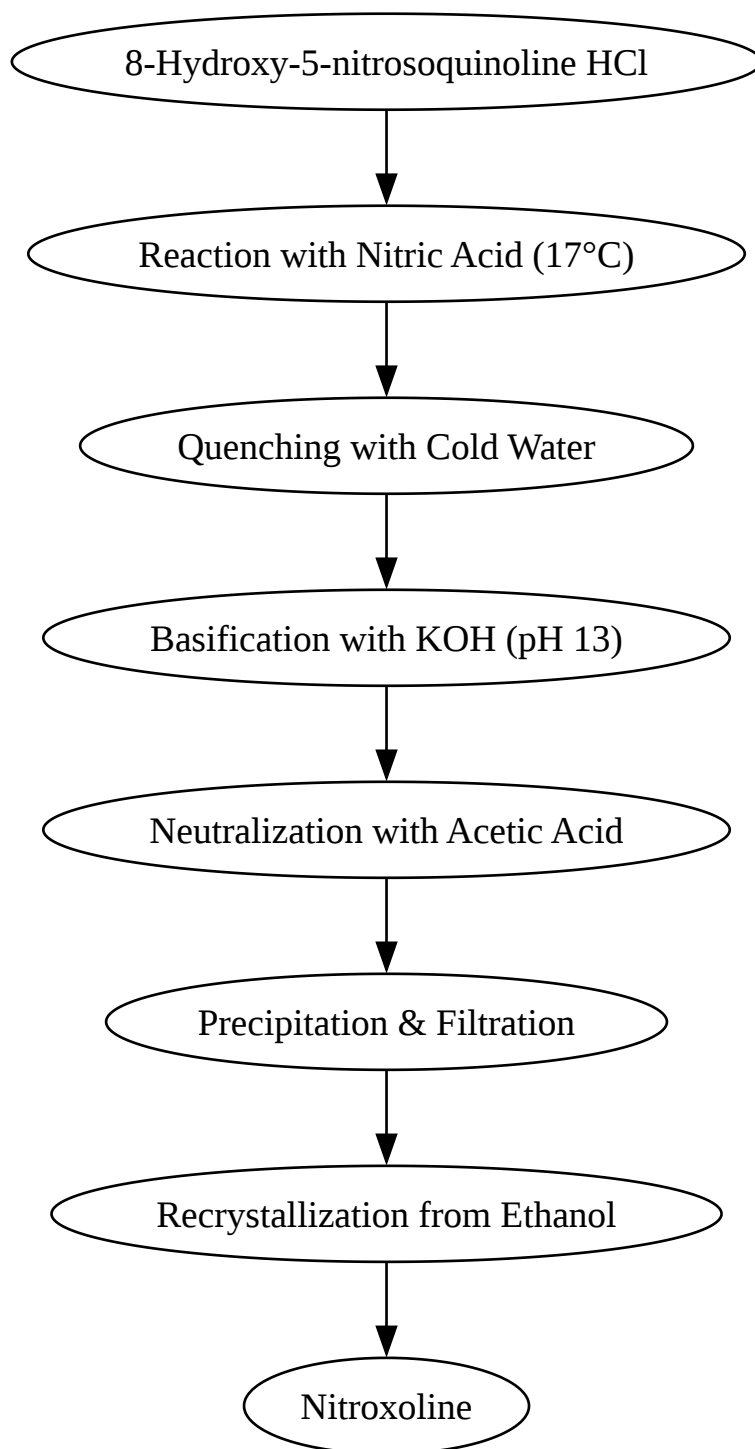 8-Hydroxy-5-nitrosoquinoline HCl
Reaction with Nitric Acid (17°C)
Quenching with Cold Water
Basification with KOH (pH 13)
Neutralization with Acetic Acid
Precipitation & Filtration
Recrystallization from Ethanol
Nitroxoline